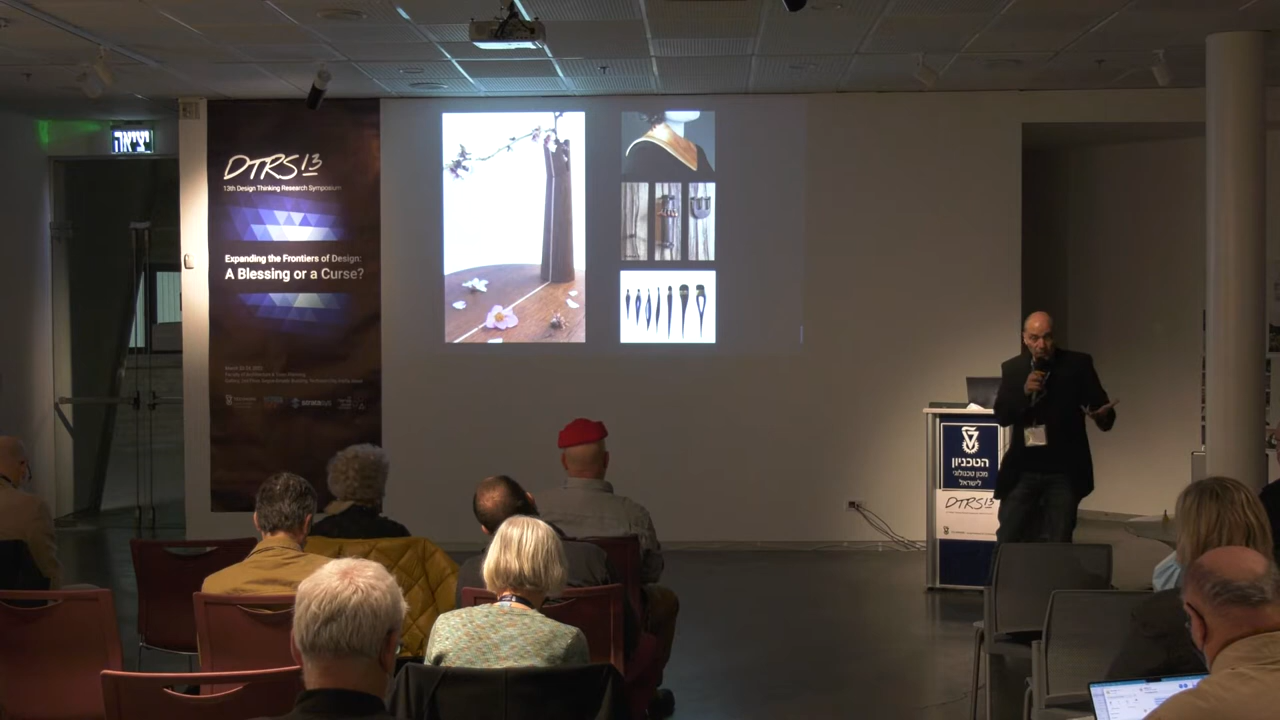 יציאה
DTRS13
13th Design Thinking Research Symposium
Expanding the Frontiers of Design:
A Blessing or a Curse?
הטכניון
מכון טכנולוגי
לישראל
DTRS13